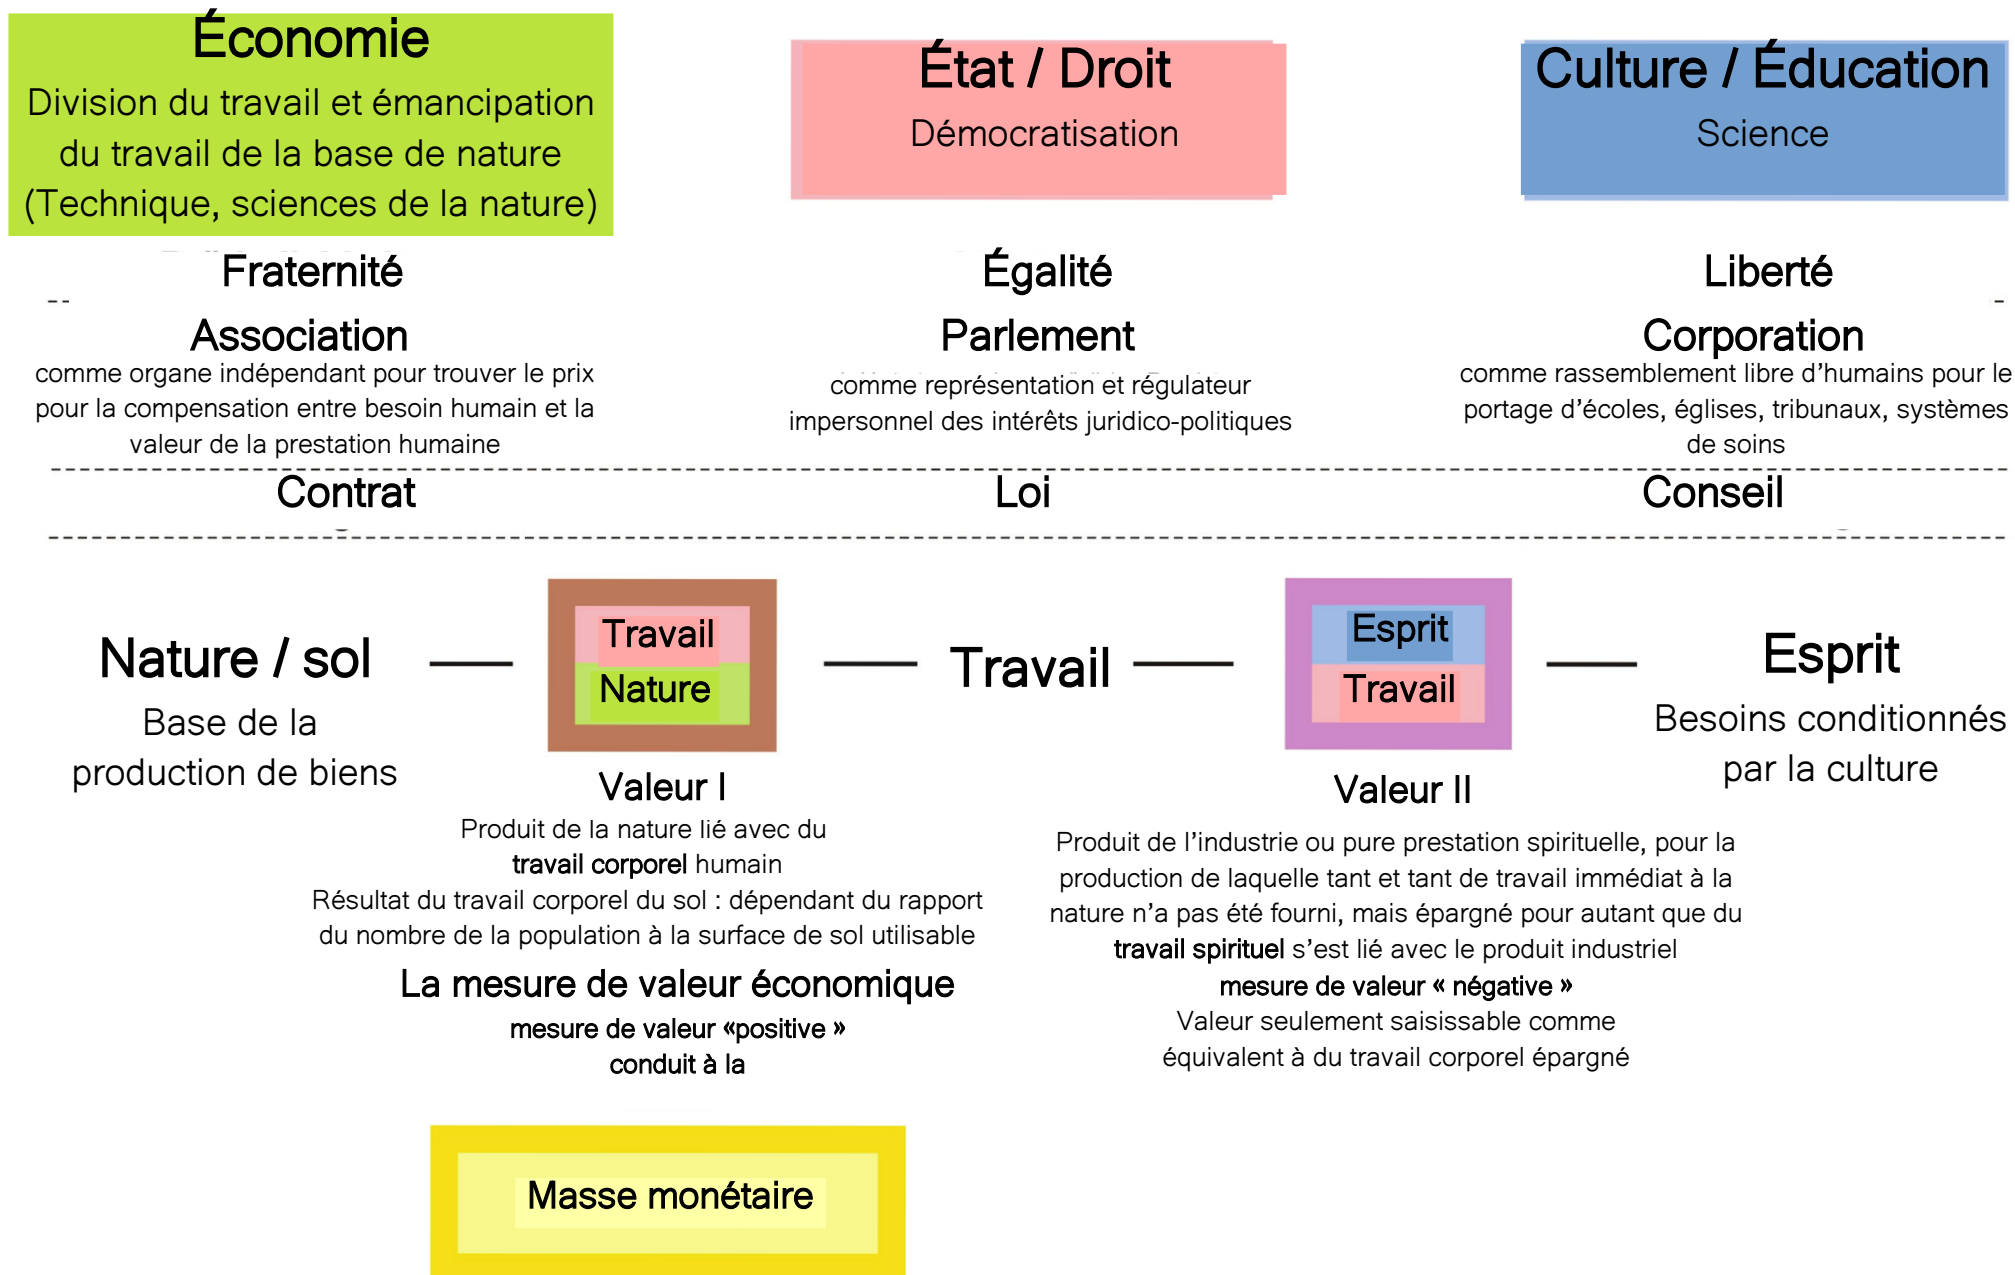 Économie
Division du travail et émancipation
du travail de la base de nature
(Technique, sciences de la nature)
État / Droit
Démocratisation
Culture / Éducation
Science
Fraternité
Égalité
Liberté
Association
comme organe indépendant pour trouver le prix
pour la compensation entre besoin humain et la
valeur de la prestation humaine
Parlement
comme représentation et régulateur
impersonnel des intérêts juridico-politiques
Corporation
comme rassemblement libre d’humains pour le
portage d’écoles, églises, tribunaux, systèmes
de soins
Contrat
Loi
Conseil
Nature / sol
Base de la
production de biens
Travail
Nature
Travail
Esprit
Travail
Esprit
Besoins conditionnés
par la culture
Valeur I
Produit de la nature lié avec du
travail corporel humain
Résultat du travail corporel du sol : dépendant du rapport
du nombre de la population à la surface de sol utilisable
La mesure de valeur économique
mesure de valeur «positive »
conduit à la
Valeur II
Produit de l’industrie ou pure prestation spirituelle, pour la
production de laquelle tant et tant de travail immédiat à la
nature n’a pas été fourni, mais épargné pour autant que du
travail spirituel s’est lié avec le produit industriel
mesure de valeur « négative »
Valeur seulement saisissable comme
équivalent à du travail corporel épargné
Masse monétaire